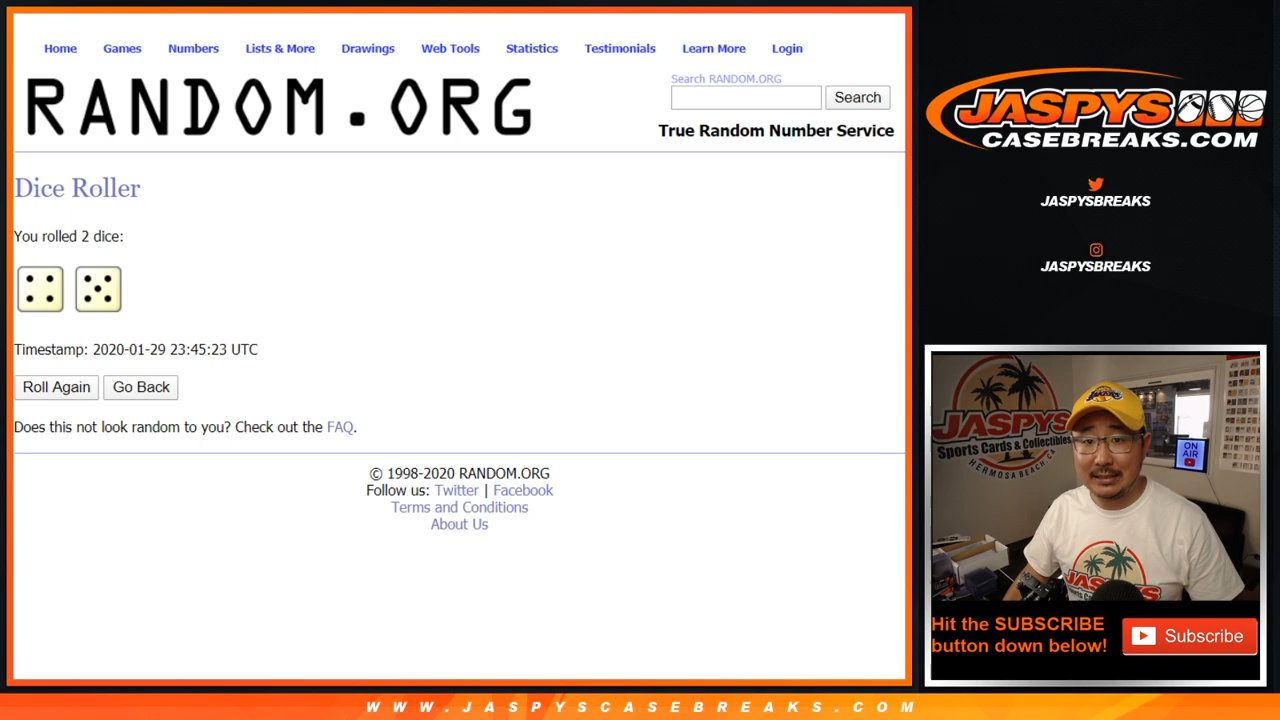 Home Games Numbers Lists & More Drawings Web Tools Statistics Testimonials Learn More Login
RANDOM.ORG
Search RANDOM.ORG
Search
True Random Number Service
Dice Roller
You rolled 2 dice:
Timestamp: 2020-01-29 23:45:23 UTC
Roll Again Go Back
Does this not look random to you? Check out the FAQ.
© 1998-2020 RANDOM.ORG
Follow us: Twitter | Facebook
Terms and Conditions
About Us
JASPYS
CASEBREAKS.COM
JASPYSBREAKS
JASPYSBREAKS
JASPYS
Sports Cards & Collectibles
HERMOSA BEACH, CA
LAKERS
ON
AIR
JASPYS
Hit the SUBSCRIBE
button down below!
Subscribe
WWW.JASPYSCASEBREAKS.COM